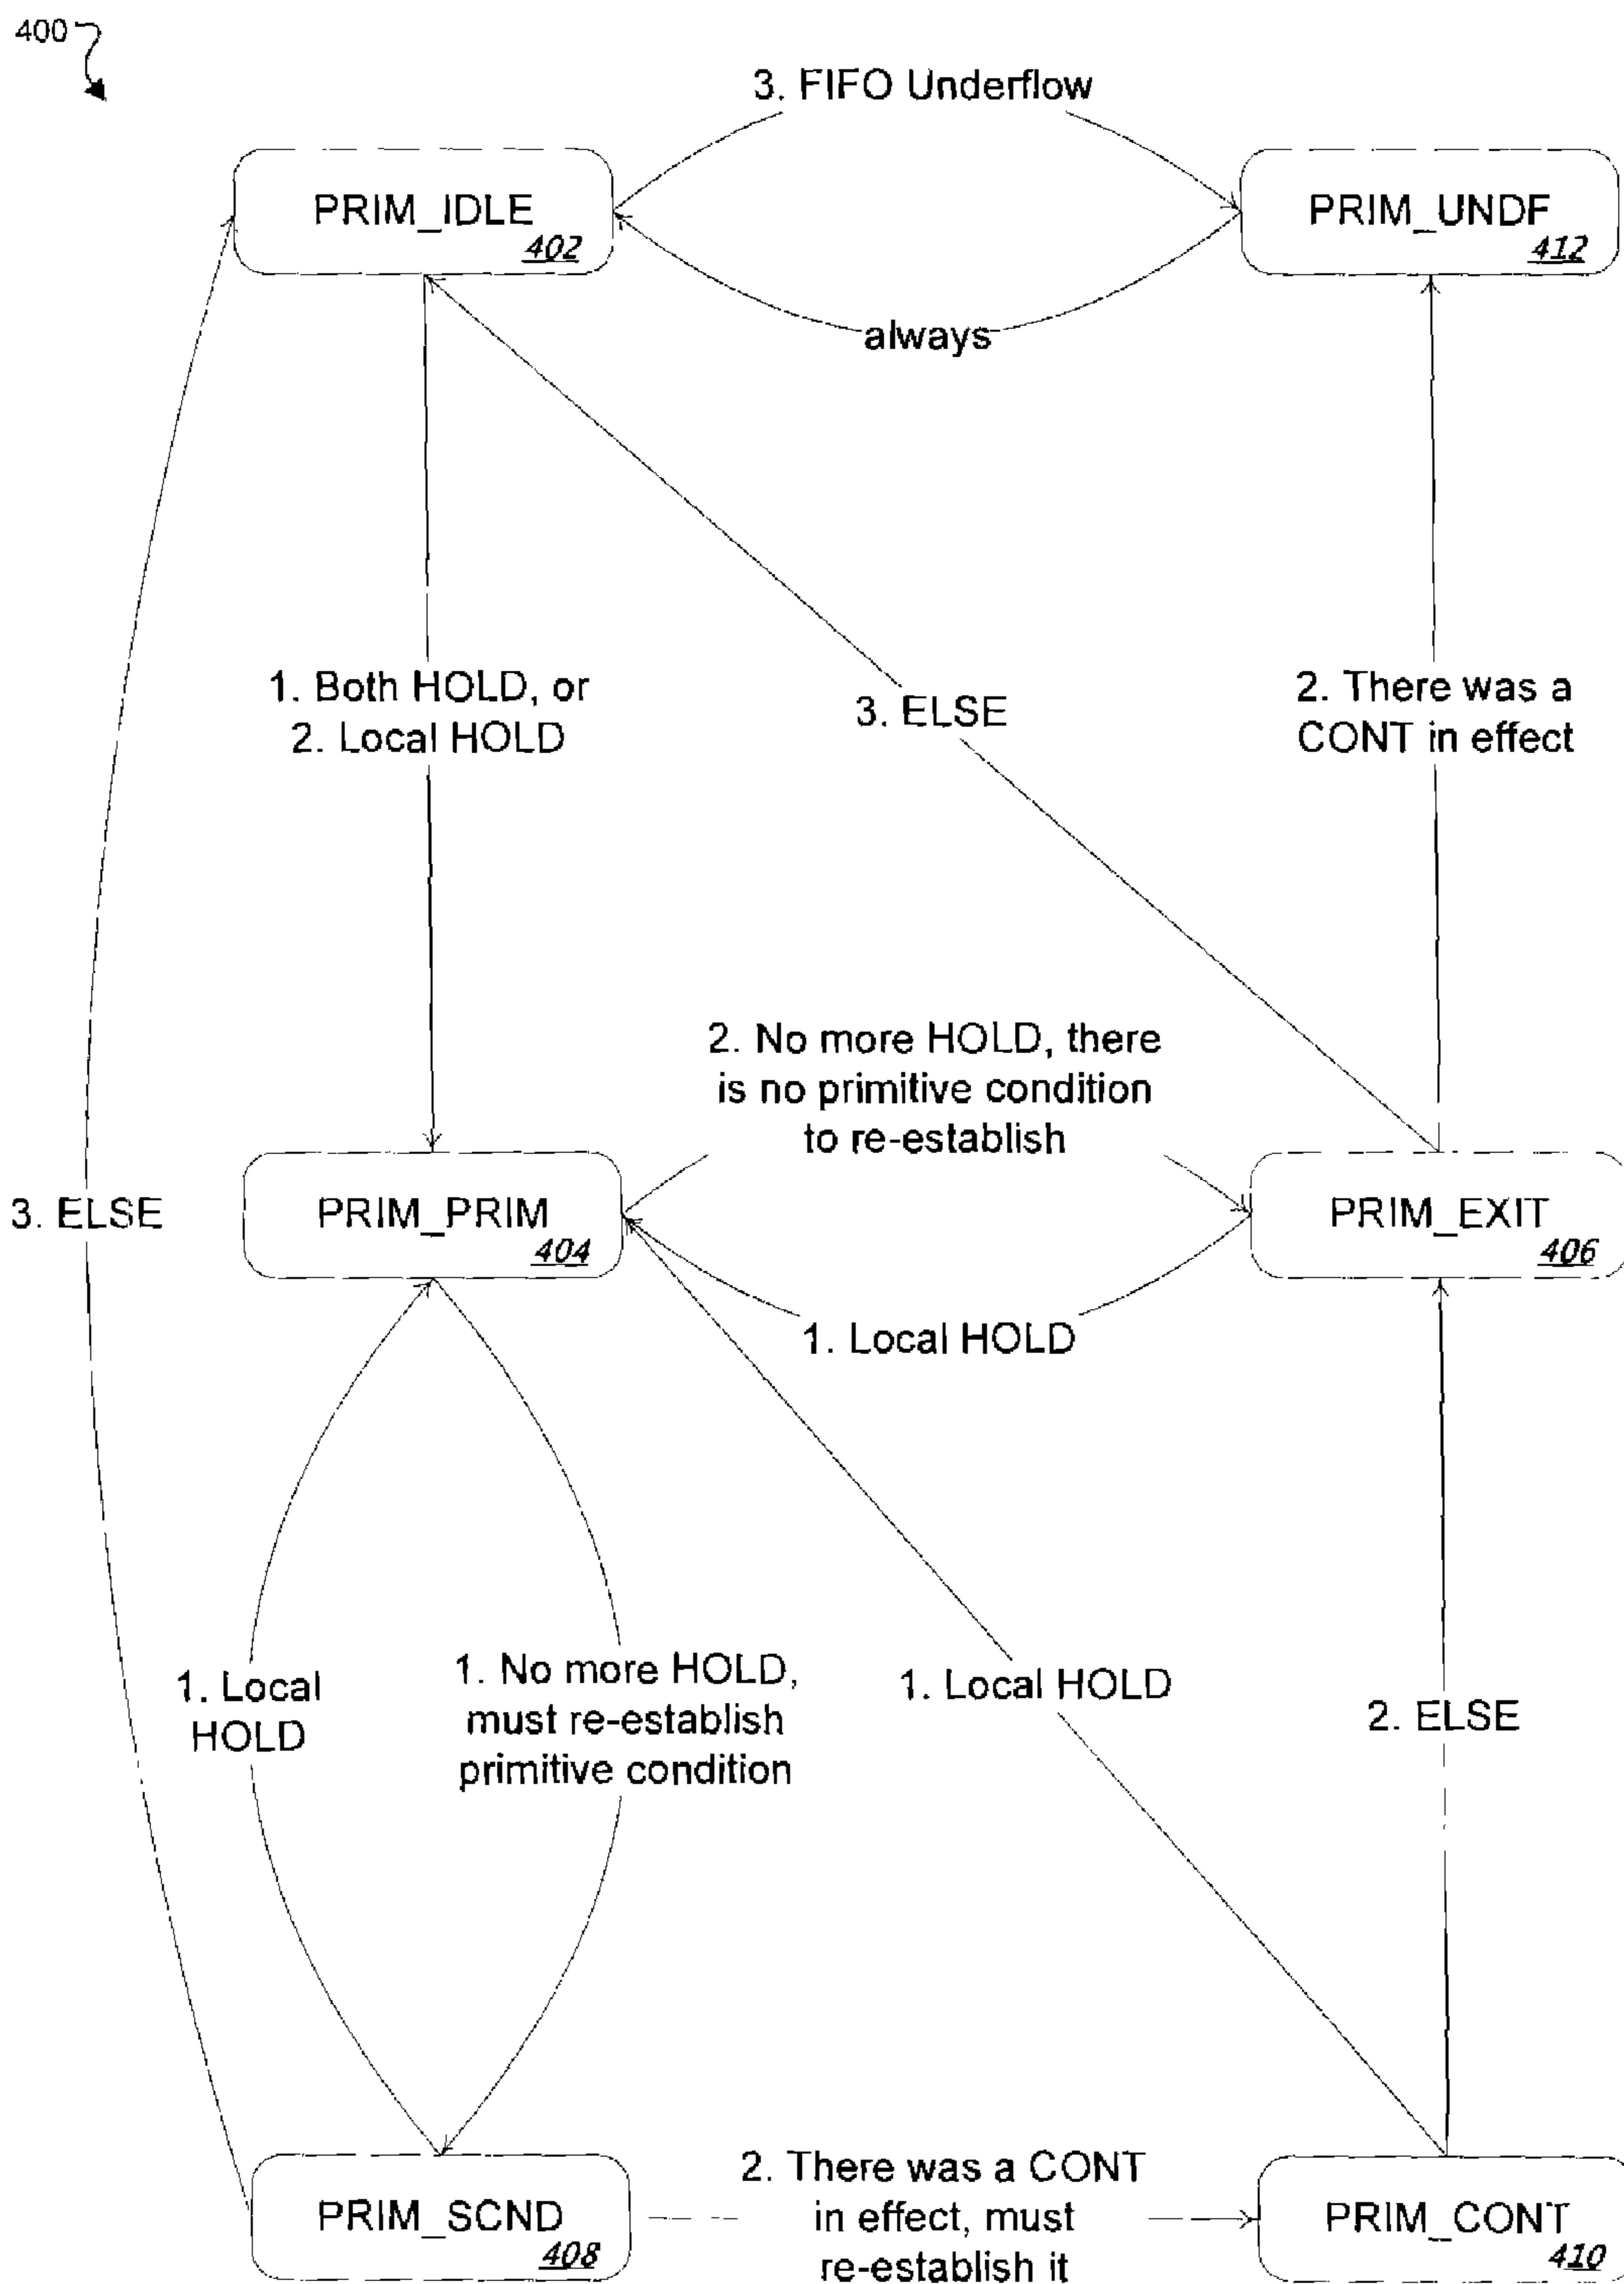 400
3. FIFO Underflow
PRIM_IDLE
402
PRIM_UNDF
412
always
1. Both HOLD, or
2. Local HOLD
3. ELSE
2. There was a
CONT in effect
2. No more HOLD, there
is no primitive condition
to re-establish
3. ELSE
PRIM_PRIM
404
PRIM_EXIT
406
1. Local HOLD
1. Local
HOLD
1. No more HOLD,
must re-establish
primitive condition
1. Local HOLD
2. ELSE
PRIM_SCND
408
2. There was a CONT
in effect, must
re-establish it
PRIM_CONT
410